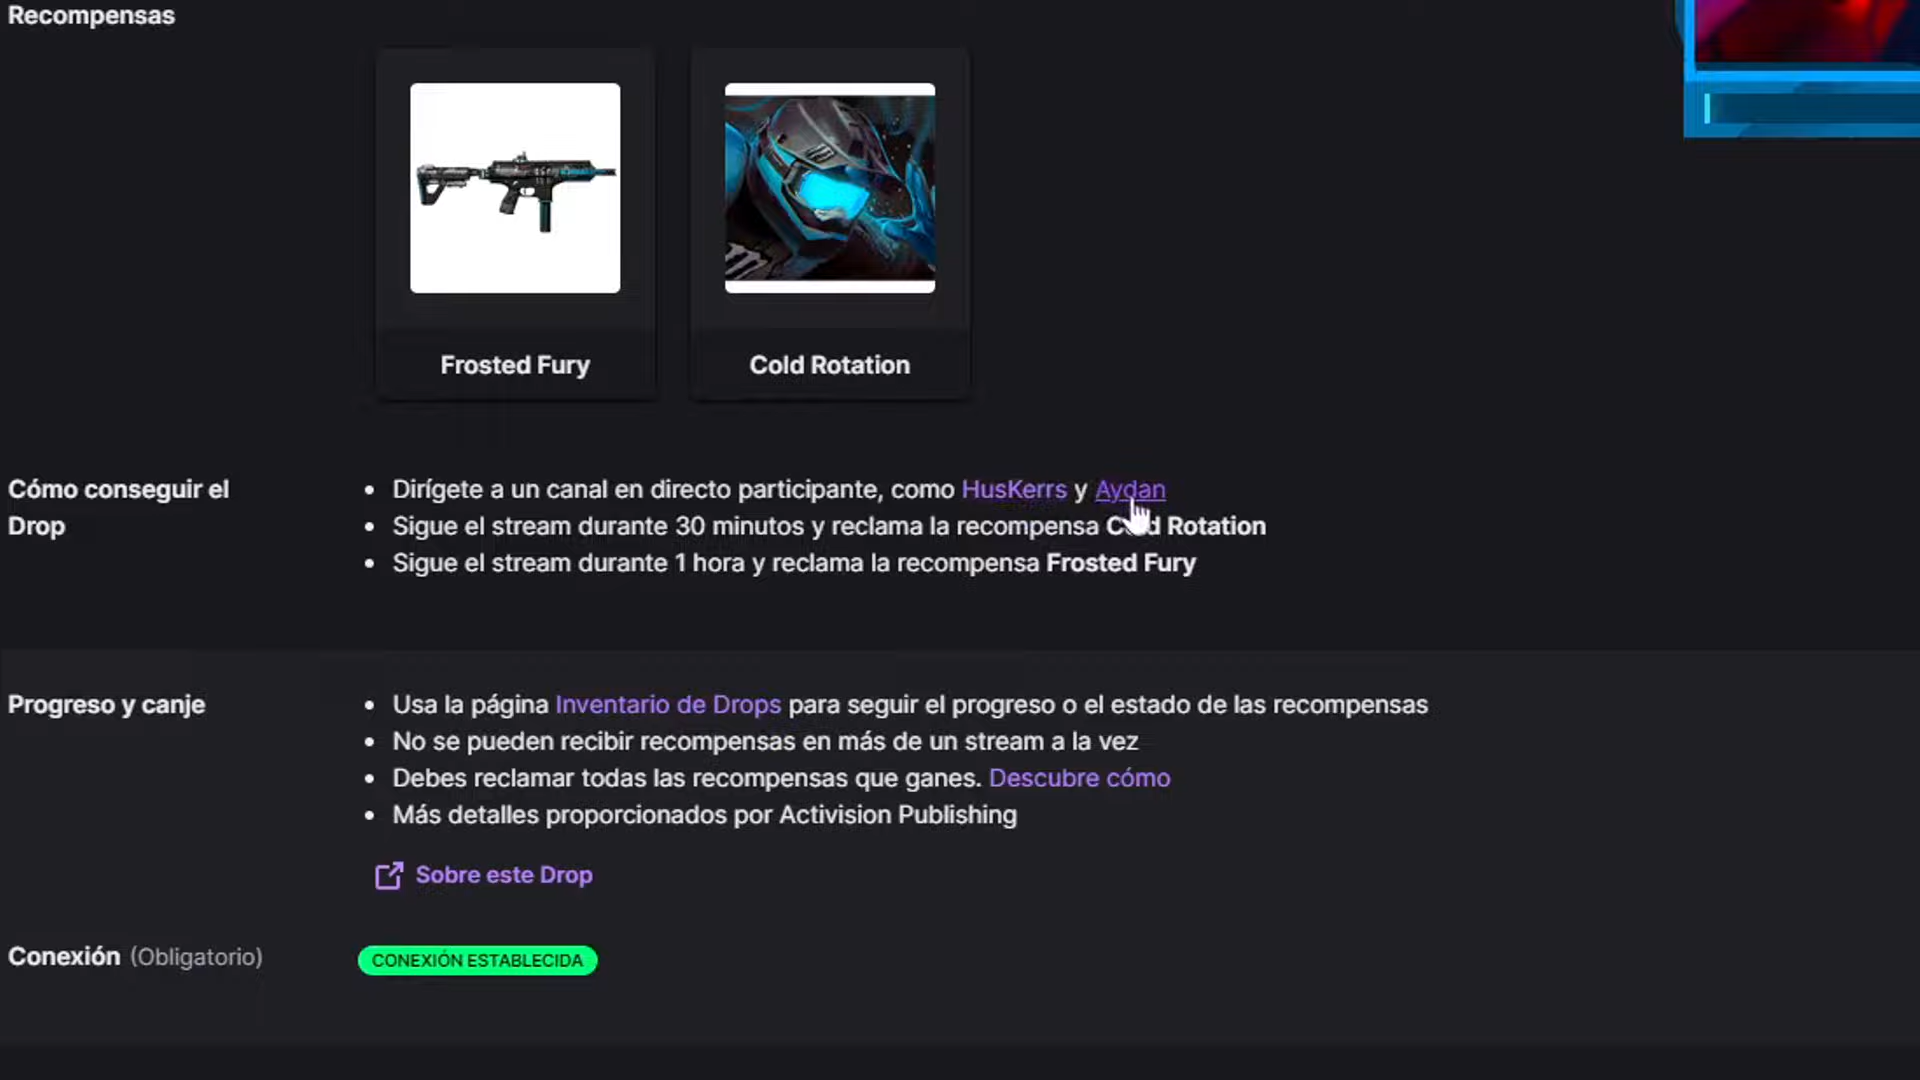 Recompensas
Frosted Fury
Cold Rotation
Cómo conseguir el
Drop
Dirígete a un canal en directo participante, como HusKerrs y Aydan
Sigue el stream durante 30 minutos y reclama la recompensa Cold Rotation
Sigue el stream durante 1 hora y reclama la recompensa Frosted Fury
Progreso y canje
Usa la página Inventario de Drops para seguir el progreso o el estado de las recompensas
No se pueden recibir recompensas en más de un stream a la vez
Debes reclamar todas las recompensas que ganes. Descubre cómo
Más detalles proporcionados por Activision Publishing
Sobre este Drop
Conexión (Obligatorio)
CONEXIÓN ESTABLECIDA